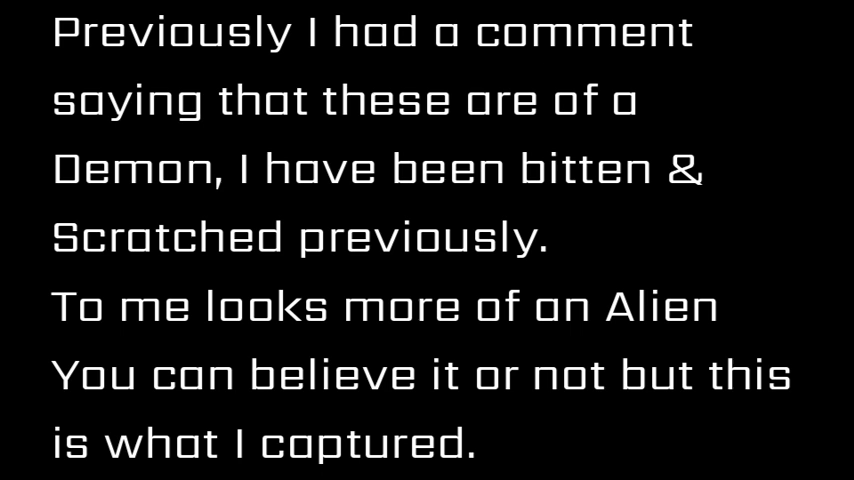 Previously I had a comment
saying that these are of a
Demon, I have been bitten &
Scratched previously.
To me looks more of an Alien
You can believe it or not but this
is what I captured.